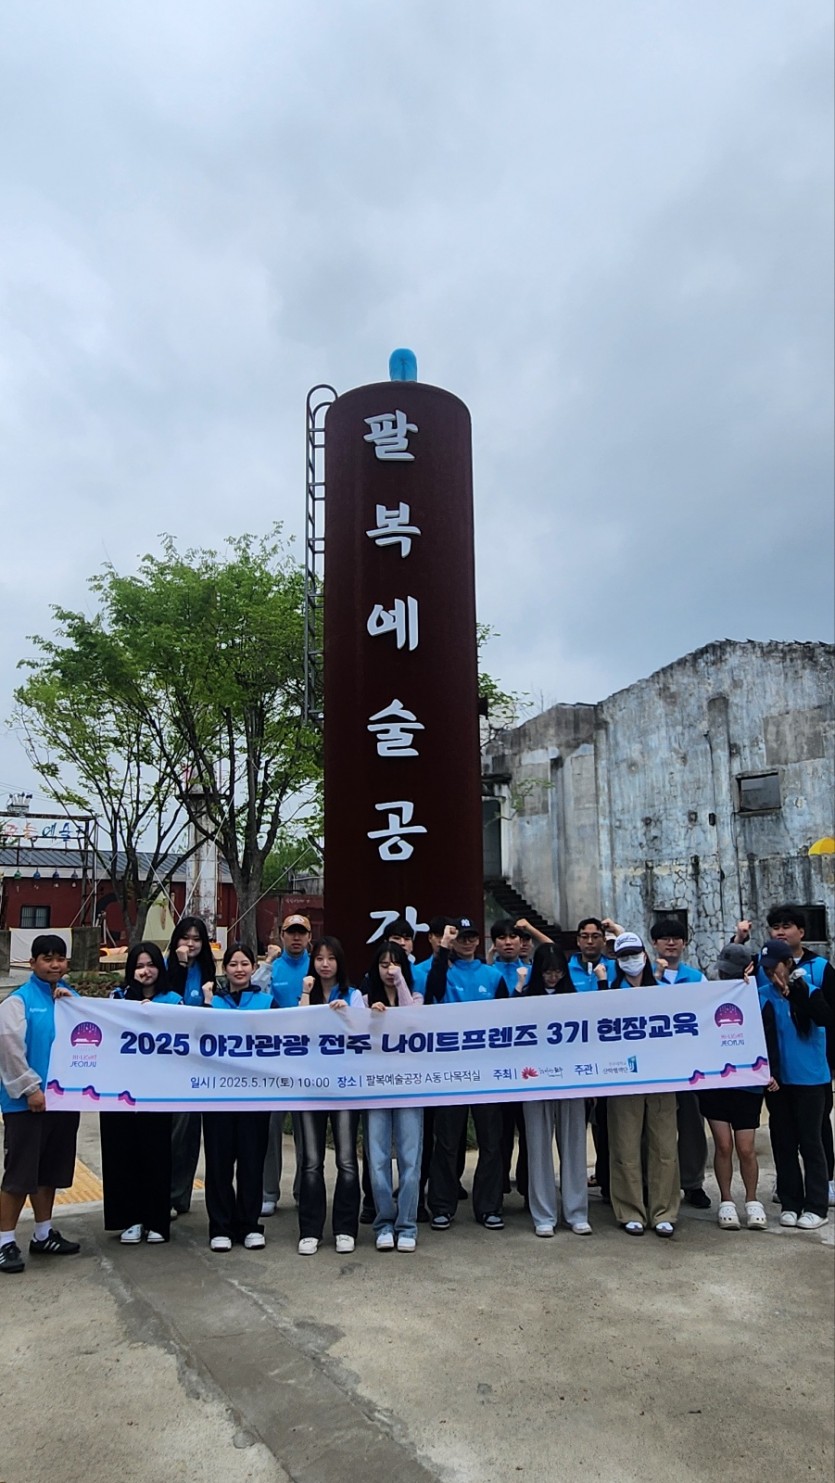 팔
복
예
술
공
장
2025 야간관광 전주 나이트프렌즈 3기 현장교육
일시 | 2025.5.17(토) 10:00 장소 | 팔복예술공장 A동 다목적실 주최 | 주관 |